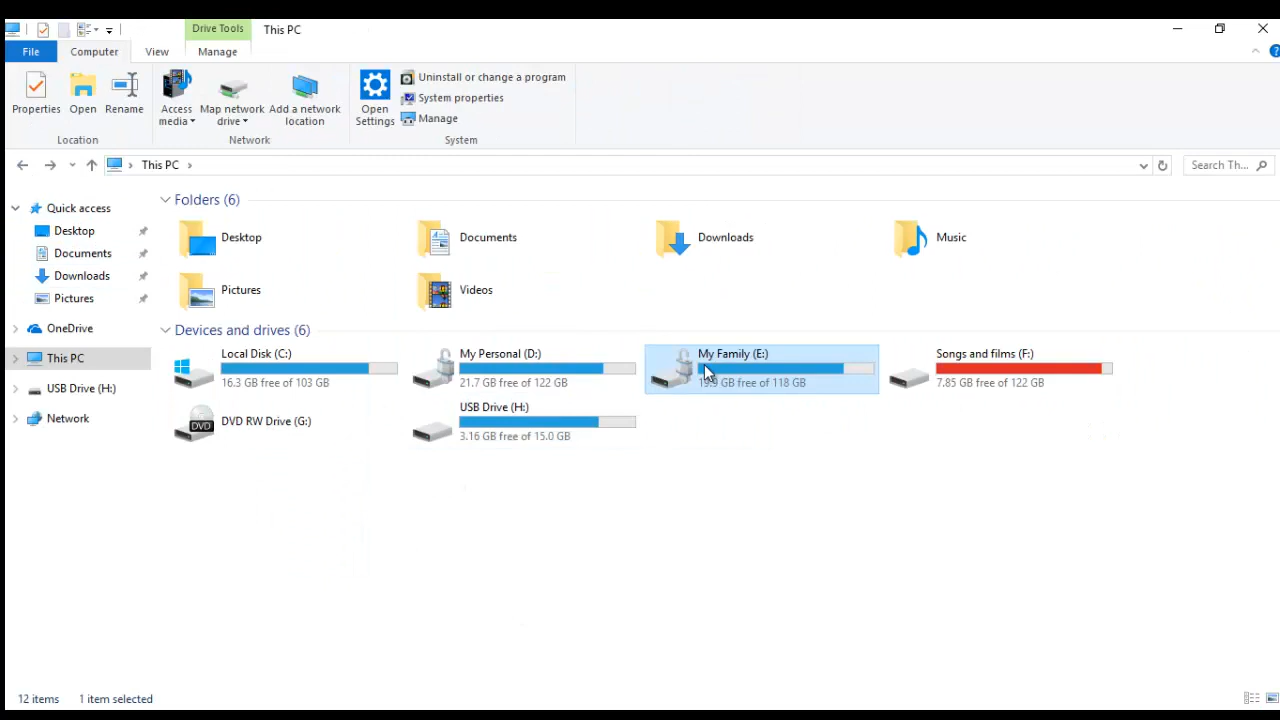 Drive Tools This PC
File Computer View Manage
Properties Open Rename Access media Map network drive Add a network location Open Settings
Uninstall or change a program
System properties
Manage
Location Network System
This PC Search Th...
Quick access
Desktop
Documents
Downloads
Pictures
OneDrive
This PC
USB Drive (H:)
Network
Folders (6)
Desktop Documents Downloads Music
Pictures Videos
Devices and drives (6)
Local Disk (C:) My Personal (D:) My Family (E:) Songs and films (F:)
16.3 GB free of 103 GB 21.7 GB free of 122 GB GB free of 118 GB 7.85 GB free of 122 GB
DVD RW Drive (G:) USB Drive (H:)
DVD 3.16 GB free of 15.0 GB
12 items 1 item selected